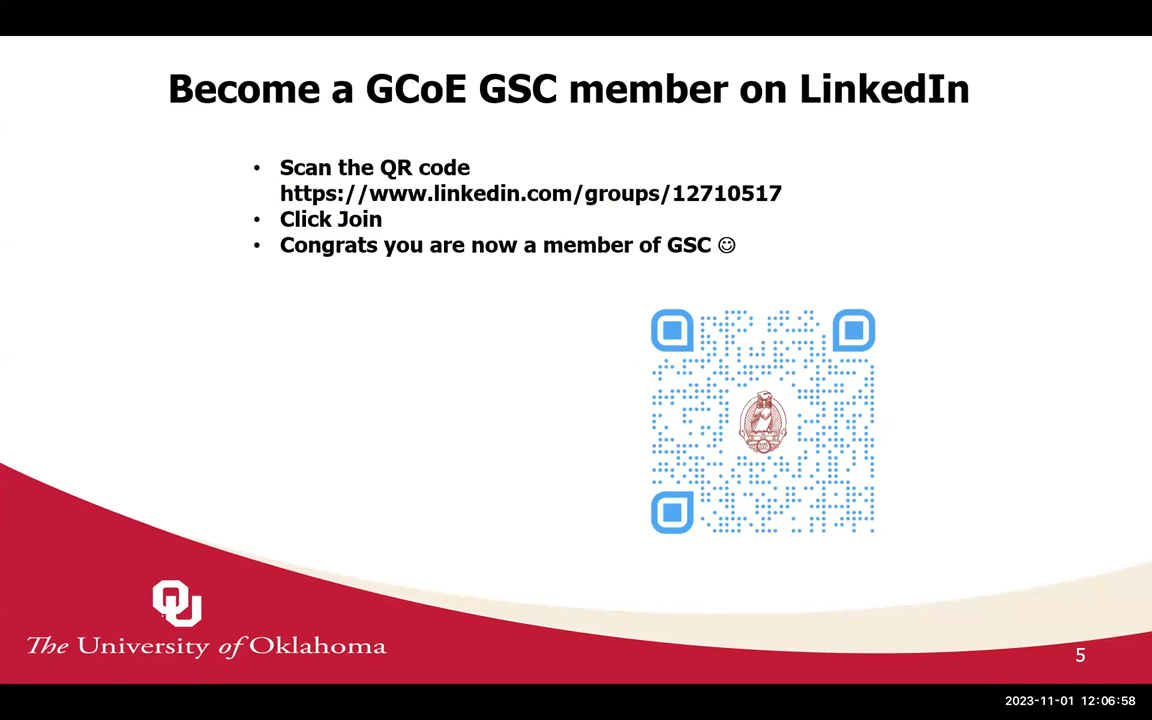 Become a GCoE GSC member on LinkedIn
• Scan the QR code
https://www.linkedin.com/groups/12710517
• Click Join
• Congrats you are now a member of GSC ☺
OU
The University of Oklahoma
5
2023-11-01 12:06:58